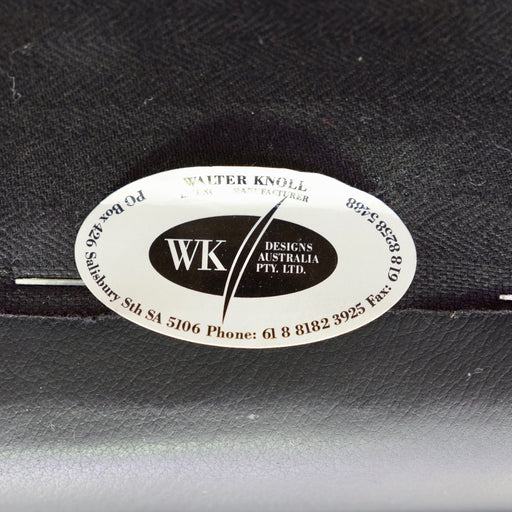 WALTER KNOLL
MANUFACTURER
WK
DESIGNS
AUSTRALIA
PTY. LTD.
PO Box 426 Salisbury Sth SA 5106 Phone: 61 8 8182 3925 Fax: 61 8 8258 5488